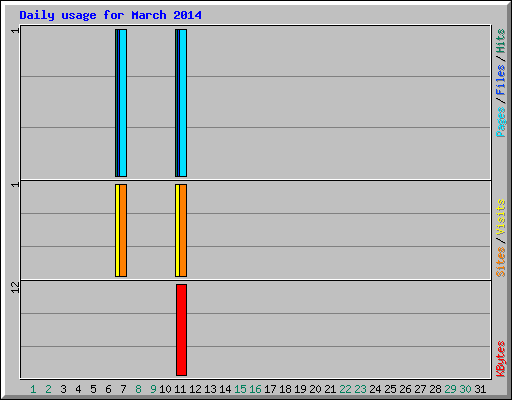 Daily usage for March 2014
1
Pages / Files / Hits
1
Sites / Visits
12
KBytes
1 2 3 4 5 6 7 8 9 10 11 12 13 14 15 16 17 18 19 20 21 22 23 24 25 26 27 28 29 30 31